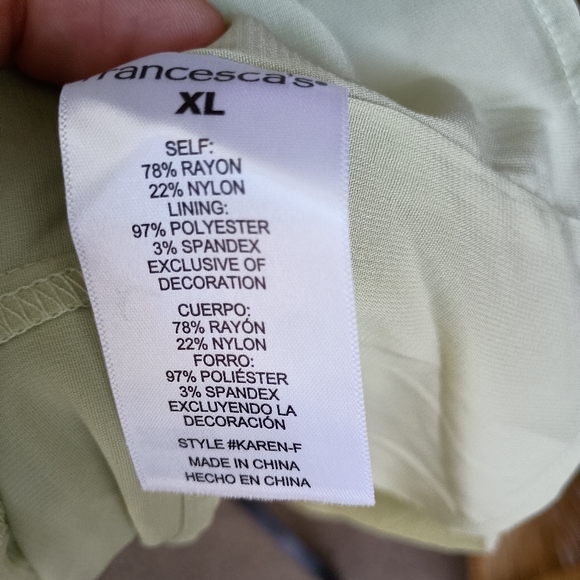 francesca's
XL
SELF:
78% RAYON
22% NYLON
LINING:
97% POLYESTER
3% SPANDEX
EXCLUSIVE OF
DECORATION
CUERPO:
78% RAYÓN
22% NYLON
FORRO:
97% POLIÉSTER
3% SPANDEX
EXCLUYENDO LA
DECORACIÓN
STYLE #KAREN-F
MADE IN CHINA
HECHO EN CHINA